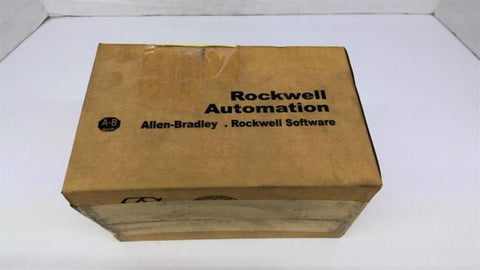 Rockwell
Automation
A-B
Allen-Bradley . Rockwell Software